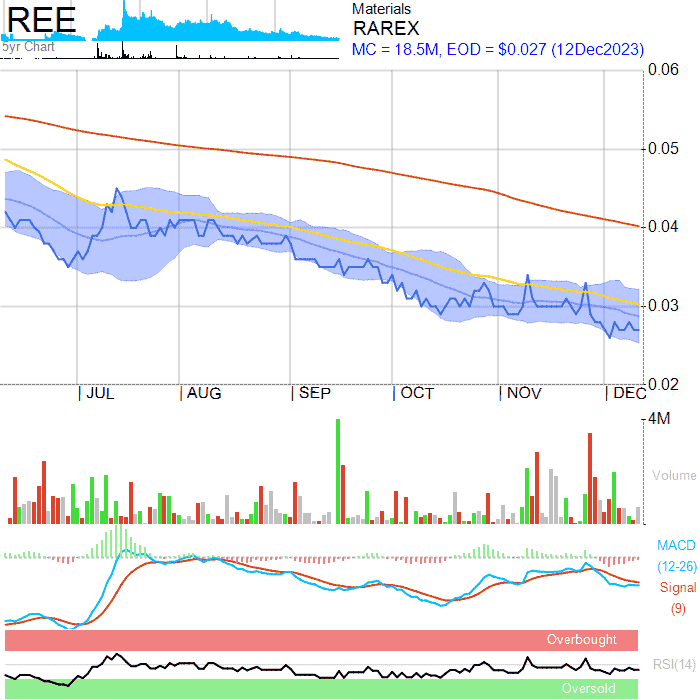 REE
5yr Chart
Materials
RAREX
MC = 18.5M, EOD = $0.027 (12Dec2023)
0.06
0.05
0.04
0.03
0.02
JUL AUG SEP OCT NOV DEC
4M
Volume
MACD
(12-26)
Signal
(9)
Overbought
RSI(14)
Oversold